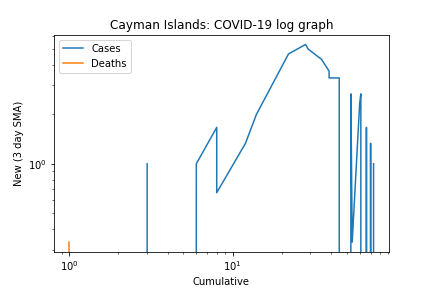 Cayman Islands: COVID-19 log graph
Cases
Deaths
New (3 day SMA)
10⁰
10⁰
10¹
Cumulative